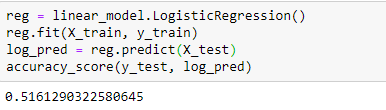 reg = linear_model.LogisticRegression()
reg.fit(X_train, y_train)
log_pred = reg.predict(X_test)
accuracy_score(y_test, log_pred)
0.5161290322580645